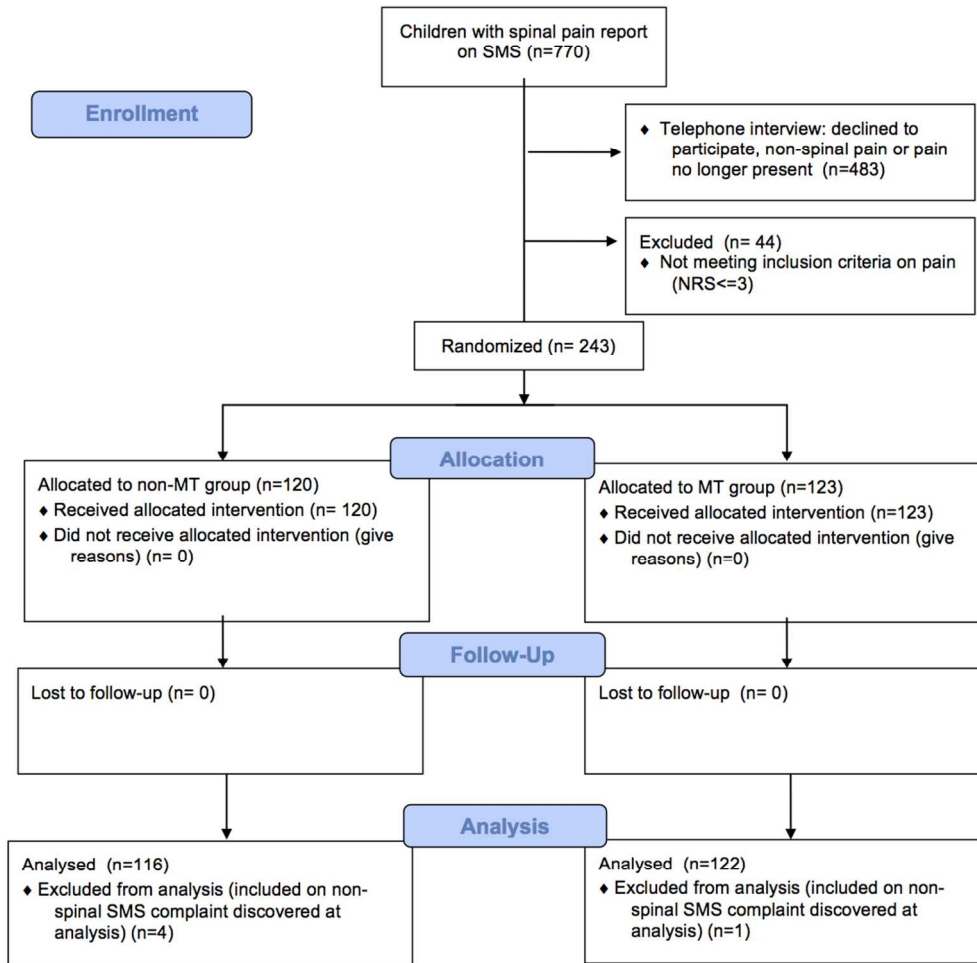 Children with spinal pain report
on SMS (n=770)
Enrollment
♦ Telephone interview: declined to
participate, non-spinal pain or pain
no longer present (n=483)
Excluded (n= 44)
♦ Not meeting inclusion criteria on pain
(NRS<=3)
Randomized (n= 243)
Allocation
Allocated to non-MT group (n=120)
♦ Received allocated intervention (n= 120)
♦ Did not receive allocated intervention (give
reasons) (n= 0)
Allocated to MT group (n=123)
♦ Received allocated intervention (n=123)
♦ Did not receive allocated intervention (give
reasons) (n=0)
Follow-Up
Lost to follow-up (n= 0)
Lost to follow-up (n= 0)
Analysis
Analysed (n=116)
♦ Excluded from analysis (included on non-
spinal SMS complaint discovered at
analysis) (n=4)
Analysed (n=122)
♦ Excluded from analysis (included on non-
spinal SMS complaint discovered at
analysis) (n=1)